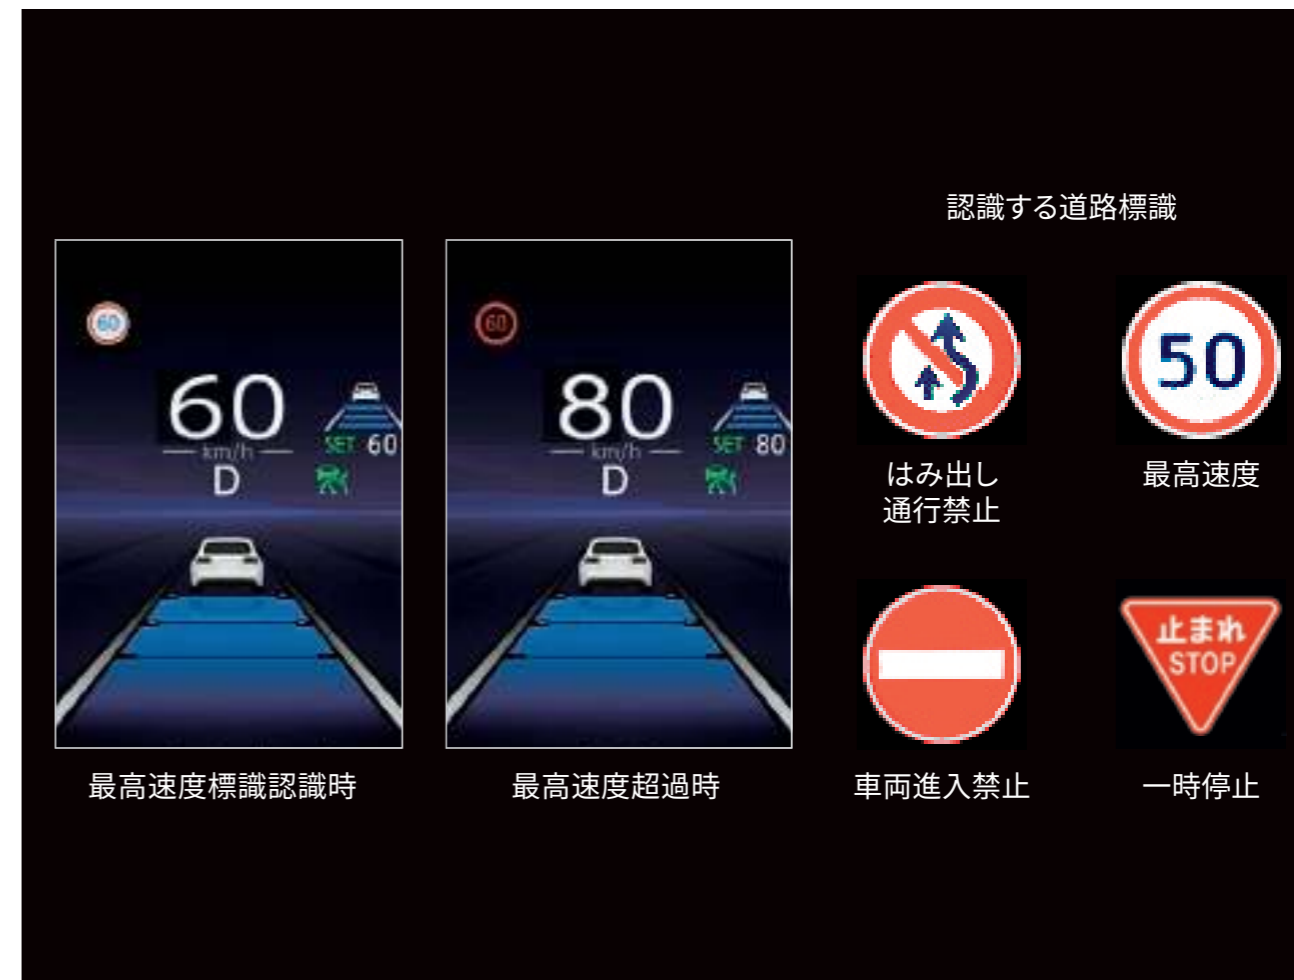 認識する道路標識
60
60
km/h
SET 60
D
最高速度標識認識時
60
80
km/h
SET 80
D
最高速度超過時
はみ出し
通行禁止
50
最高速度
車両進入禁止
止まれ
STOP
一時停止